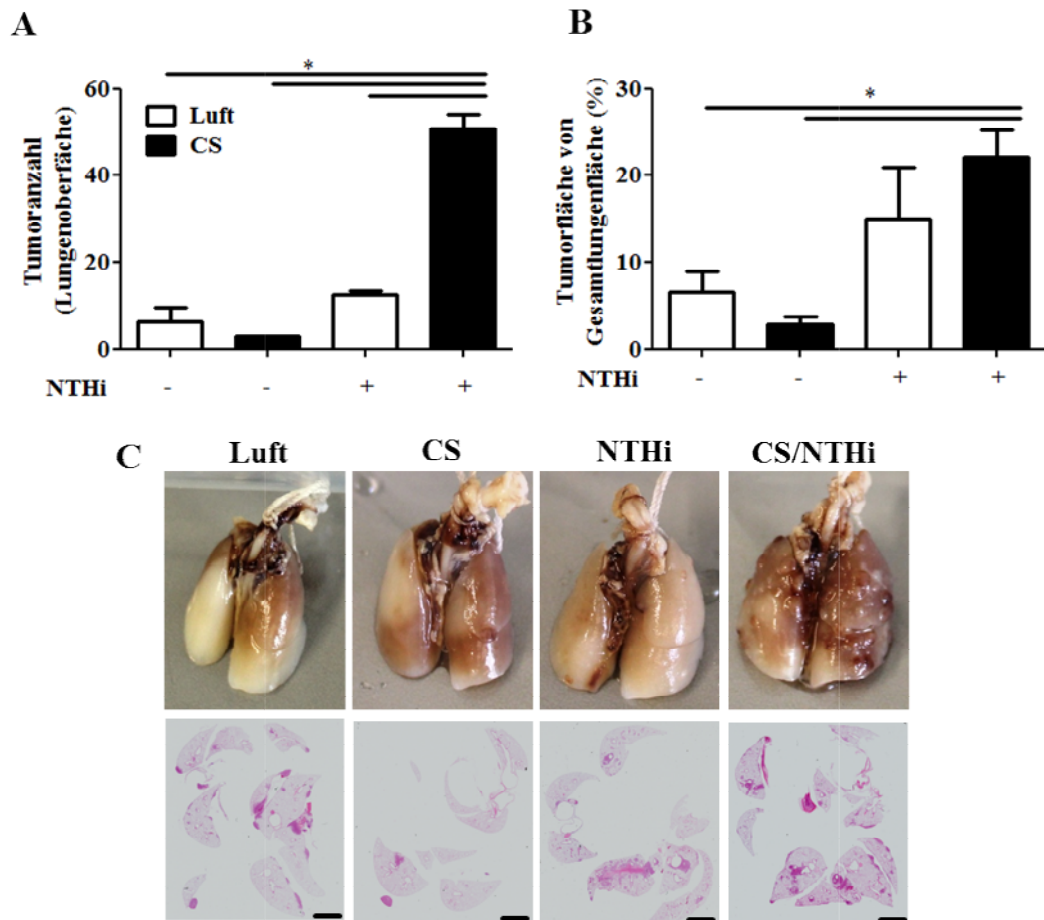 A
*
Tumoranzahl
(Lungenoberfäche)
60
40
20
0
Luft
CS
NTHi - - + +
B
*
Tumorfläche von
Gesamtlungenfläche (%)
30
20
10
0
NTHi - - + +
C
Luft CS NTHi CS/NTHi